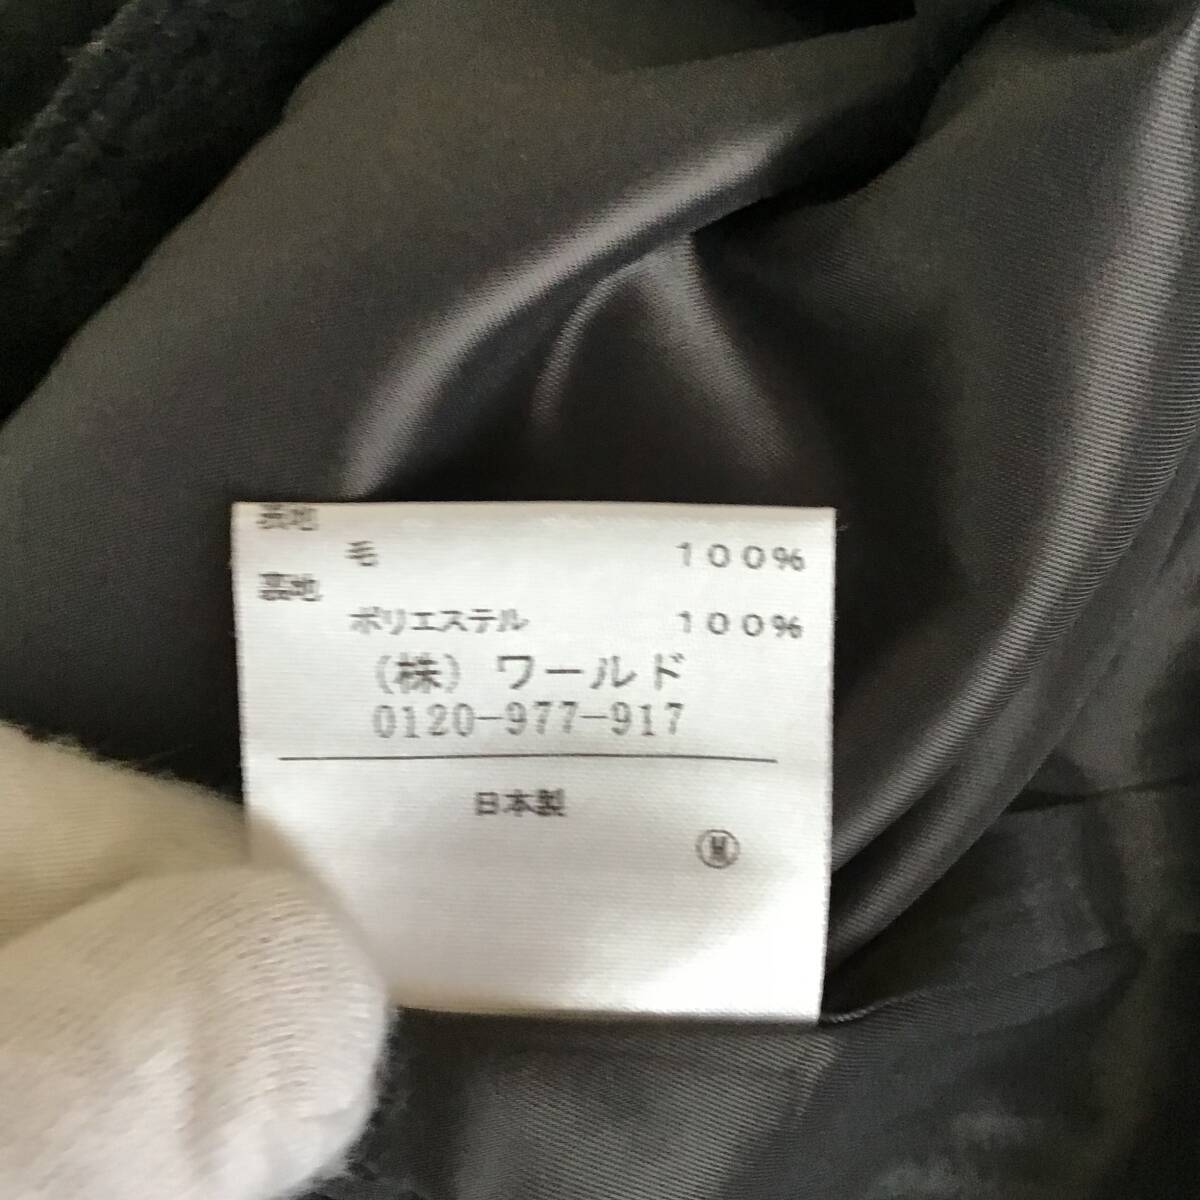 表地
毛 100%
裏地
ポリエステル 100%
(株) ワールド
0120-977-917
日本製
Ⓜ